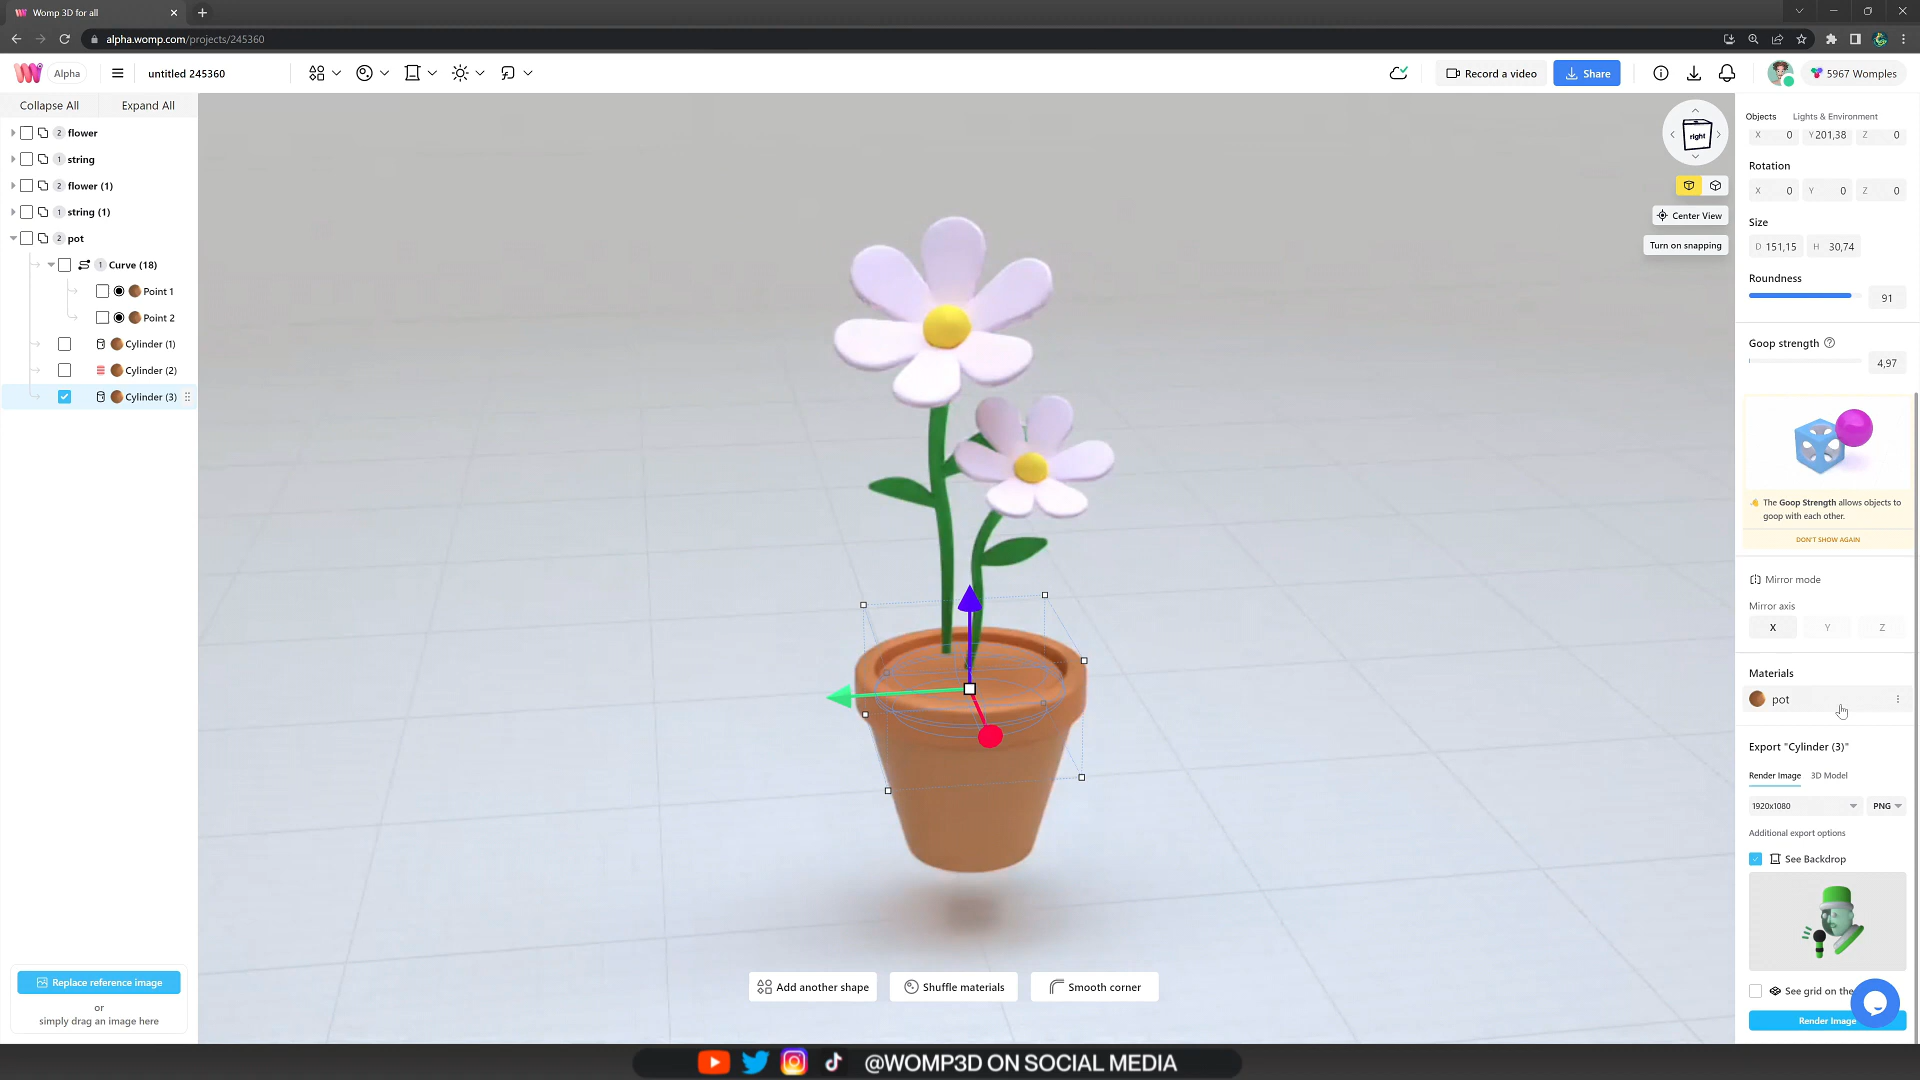 Womp 3D for all
alpha.womp.com/projects/245360
Alpha
untitled 245360
Record a video
Share
5967 Womples
Collapse All
Expand All
2 flower
1 string
2 flower (1)
1 string (1)
2 pot
1 Curve (18)
Point 1
Point 2
Cylinder (1)
Cylinder (2)
Cylinder (3)
Replace reference image
or
simply drag an image here
right
Center View
Turn on snapping
Add another shape
Shuffle materials
Smooth corner
Objects
Lights & Environment
X 0 Y 201,38 Z 0
Rotation
X 0 Y 0 Z 0
Size
D 151,15 H 30,74
Roundness
91
Goop strength
4,97
The Goop Strength allows objects to
goop with each other.
DON'T SHOW AGAIN
Mirror mode
Mirror axis
X Y Z
Materials
pot
Export "Cylinder (3)"
Render Image 3D Model
1920x1080 PNG
Additional export options
See Backdrop
See grid on the
Render Image
@WOMP3D ON SOCIAL MEDIA